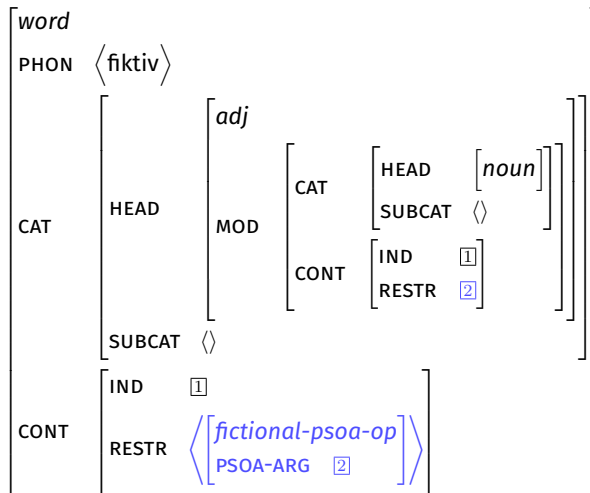 word
PHON ⟨fiktiv⟩
adj
CAT HEAD [noun]
SUBCAT ⟨⟩
HEAD MOD
CAT
CONT IND 1
RESTR 2
SUBCAT ⟨⟩
IND 1
CONT RESTR fictional-psoa-op
PSOA-ARG 2